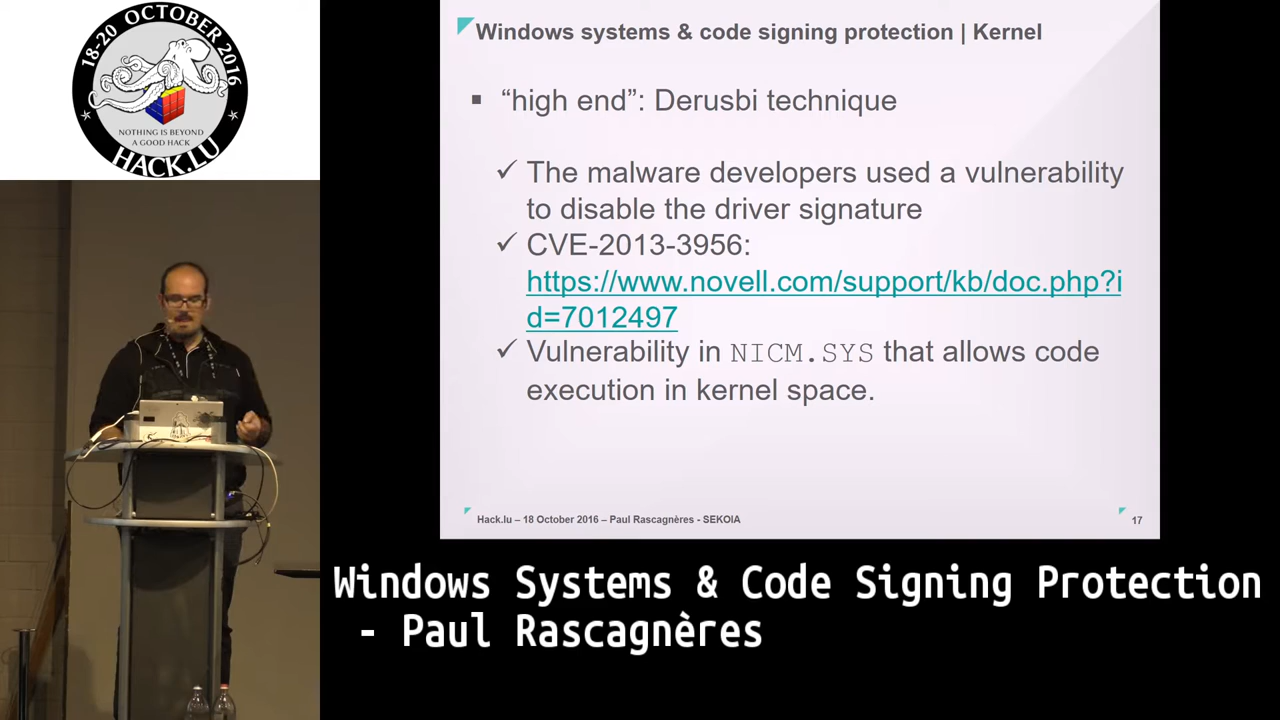 18-20 OCTOBER 2016
NOTHING IS BEYOND
A GOOD HACK
HACK.LU
Windows systems & code signing protection | Kernel
▪ “high end”: Derusbi technique
✓ The malware developers used a vulnerability
to disable the driver signature
✓ CVE-2013-3956:
https://www.novell.com/support/kb/doc.php?i
d=7012497
✓ Vulnerability in NICM.SYS that allows code
execution in kernel space.
Hack.lu – 18 October 2016 – Paul Rascagnères - SEKOIA
17
Windows Systems & Code Signing Protection
- Paul Rascagnères